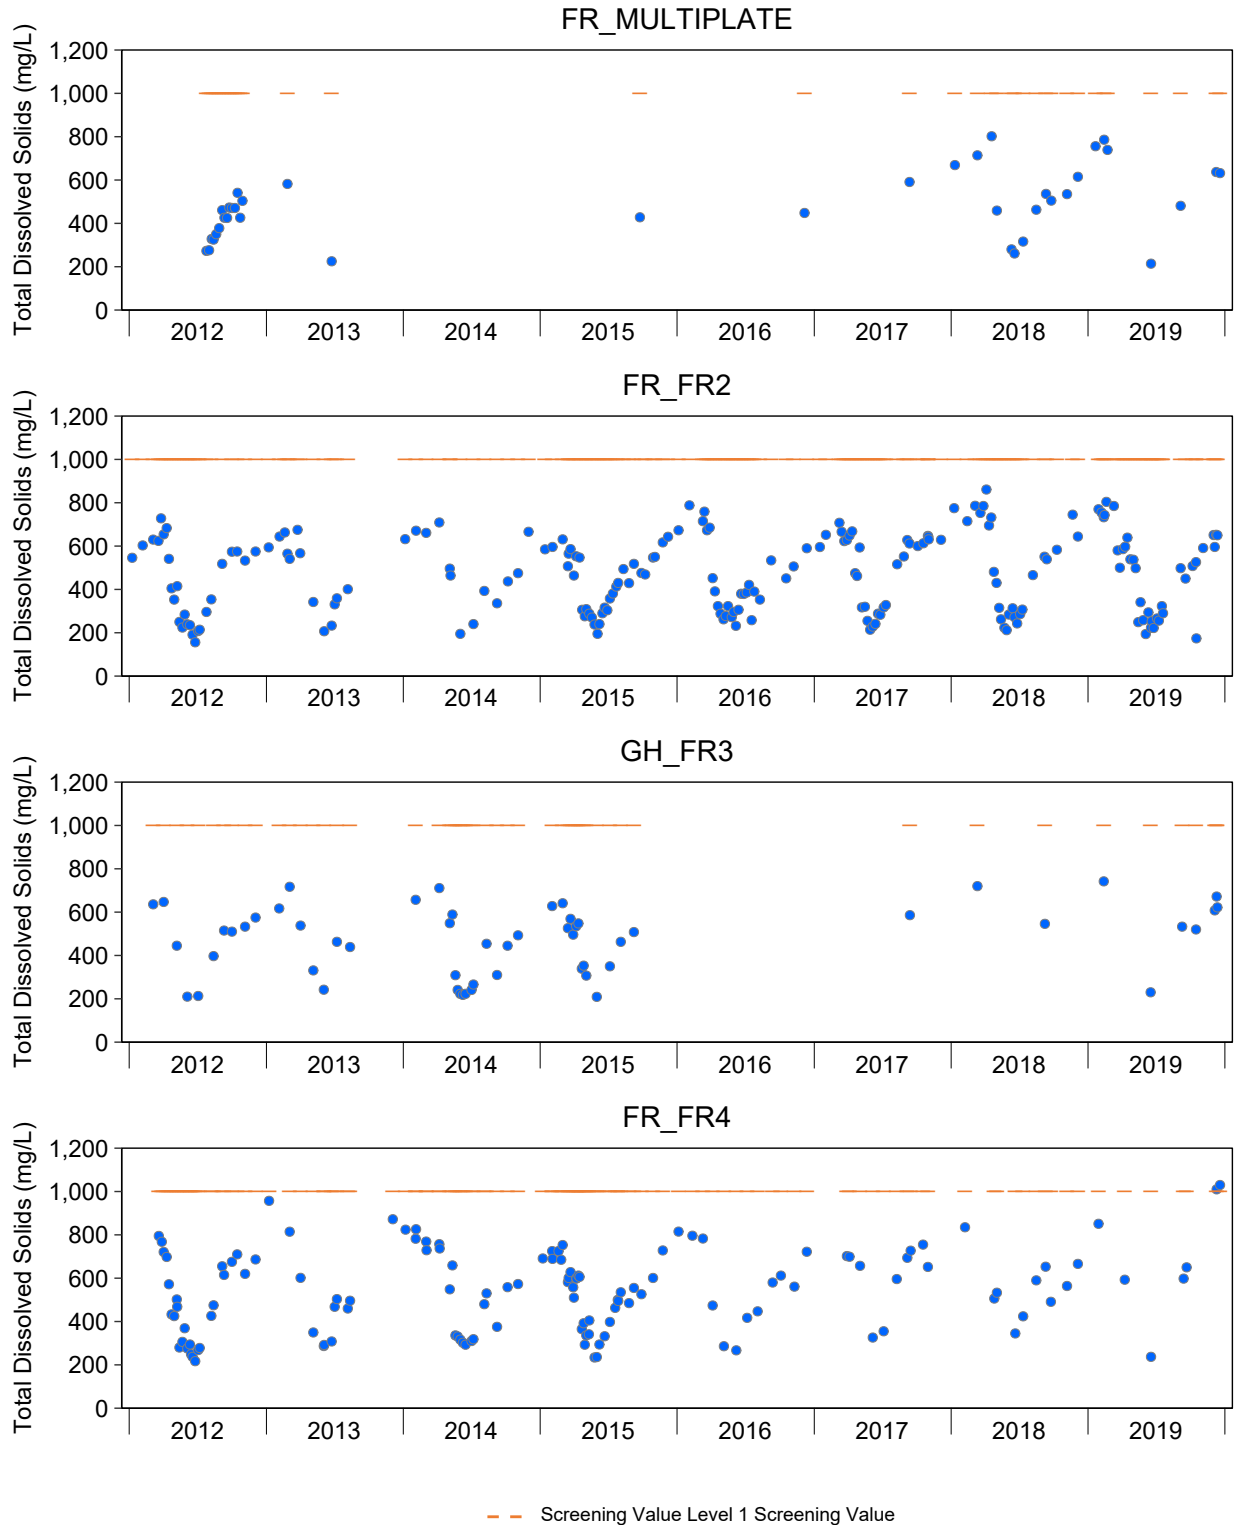 FR_MULTIPLATE
Total Dissolved Solids (mg/L)
1,200
1,000
800
600
400
200
0
2012 2013 2014 2015 2016 2017 2018 2019
FR_FR2
Total Dissolved Solids (mg/L)
1,200
1,000
800
600
400
200
0
2012 2013 2014 2015 2016 2017 2018 2019
GH_FR3
Total Dissolved Solids (mg/L)
1,200
1,000
800
600
400
200
0
2012 2013 2014 2015 2016 2017 2018 2019
FR_FR4
Total Dissolved Solids (mg/L)
1,200
1,000
800
600
400
200
0
2012 2013 2014 2015 2016 2017 2018 2019
Screening Value Level 1 Screening Value